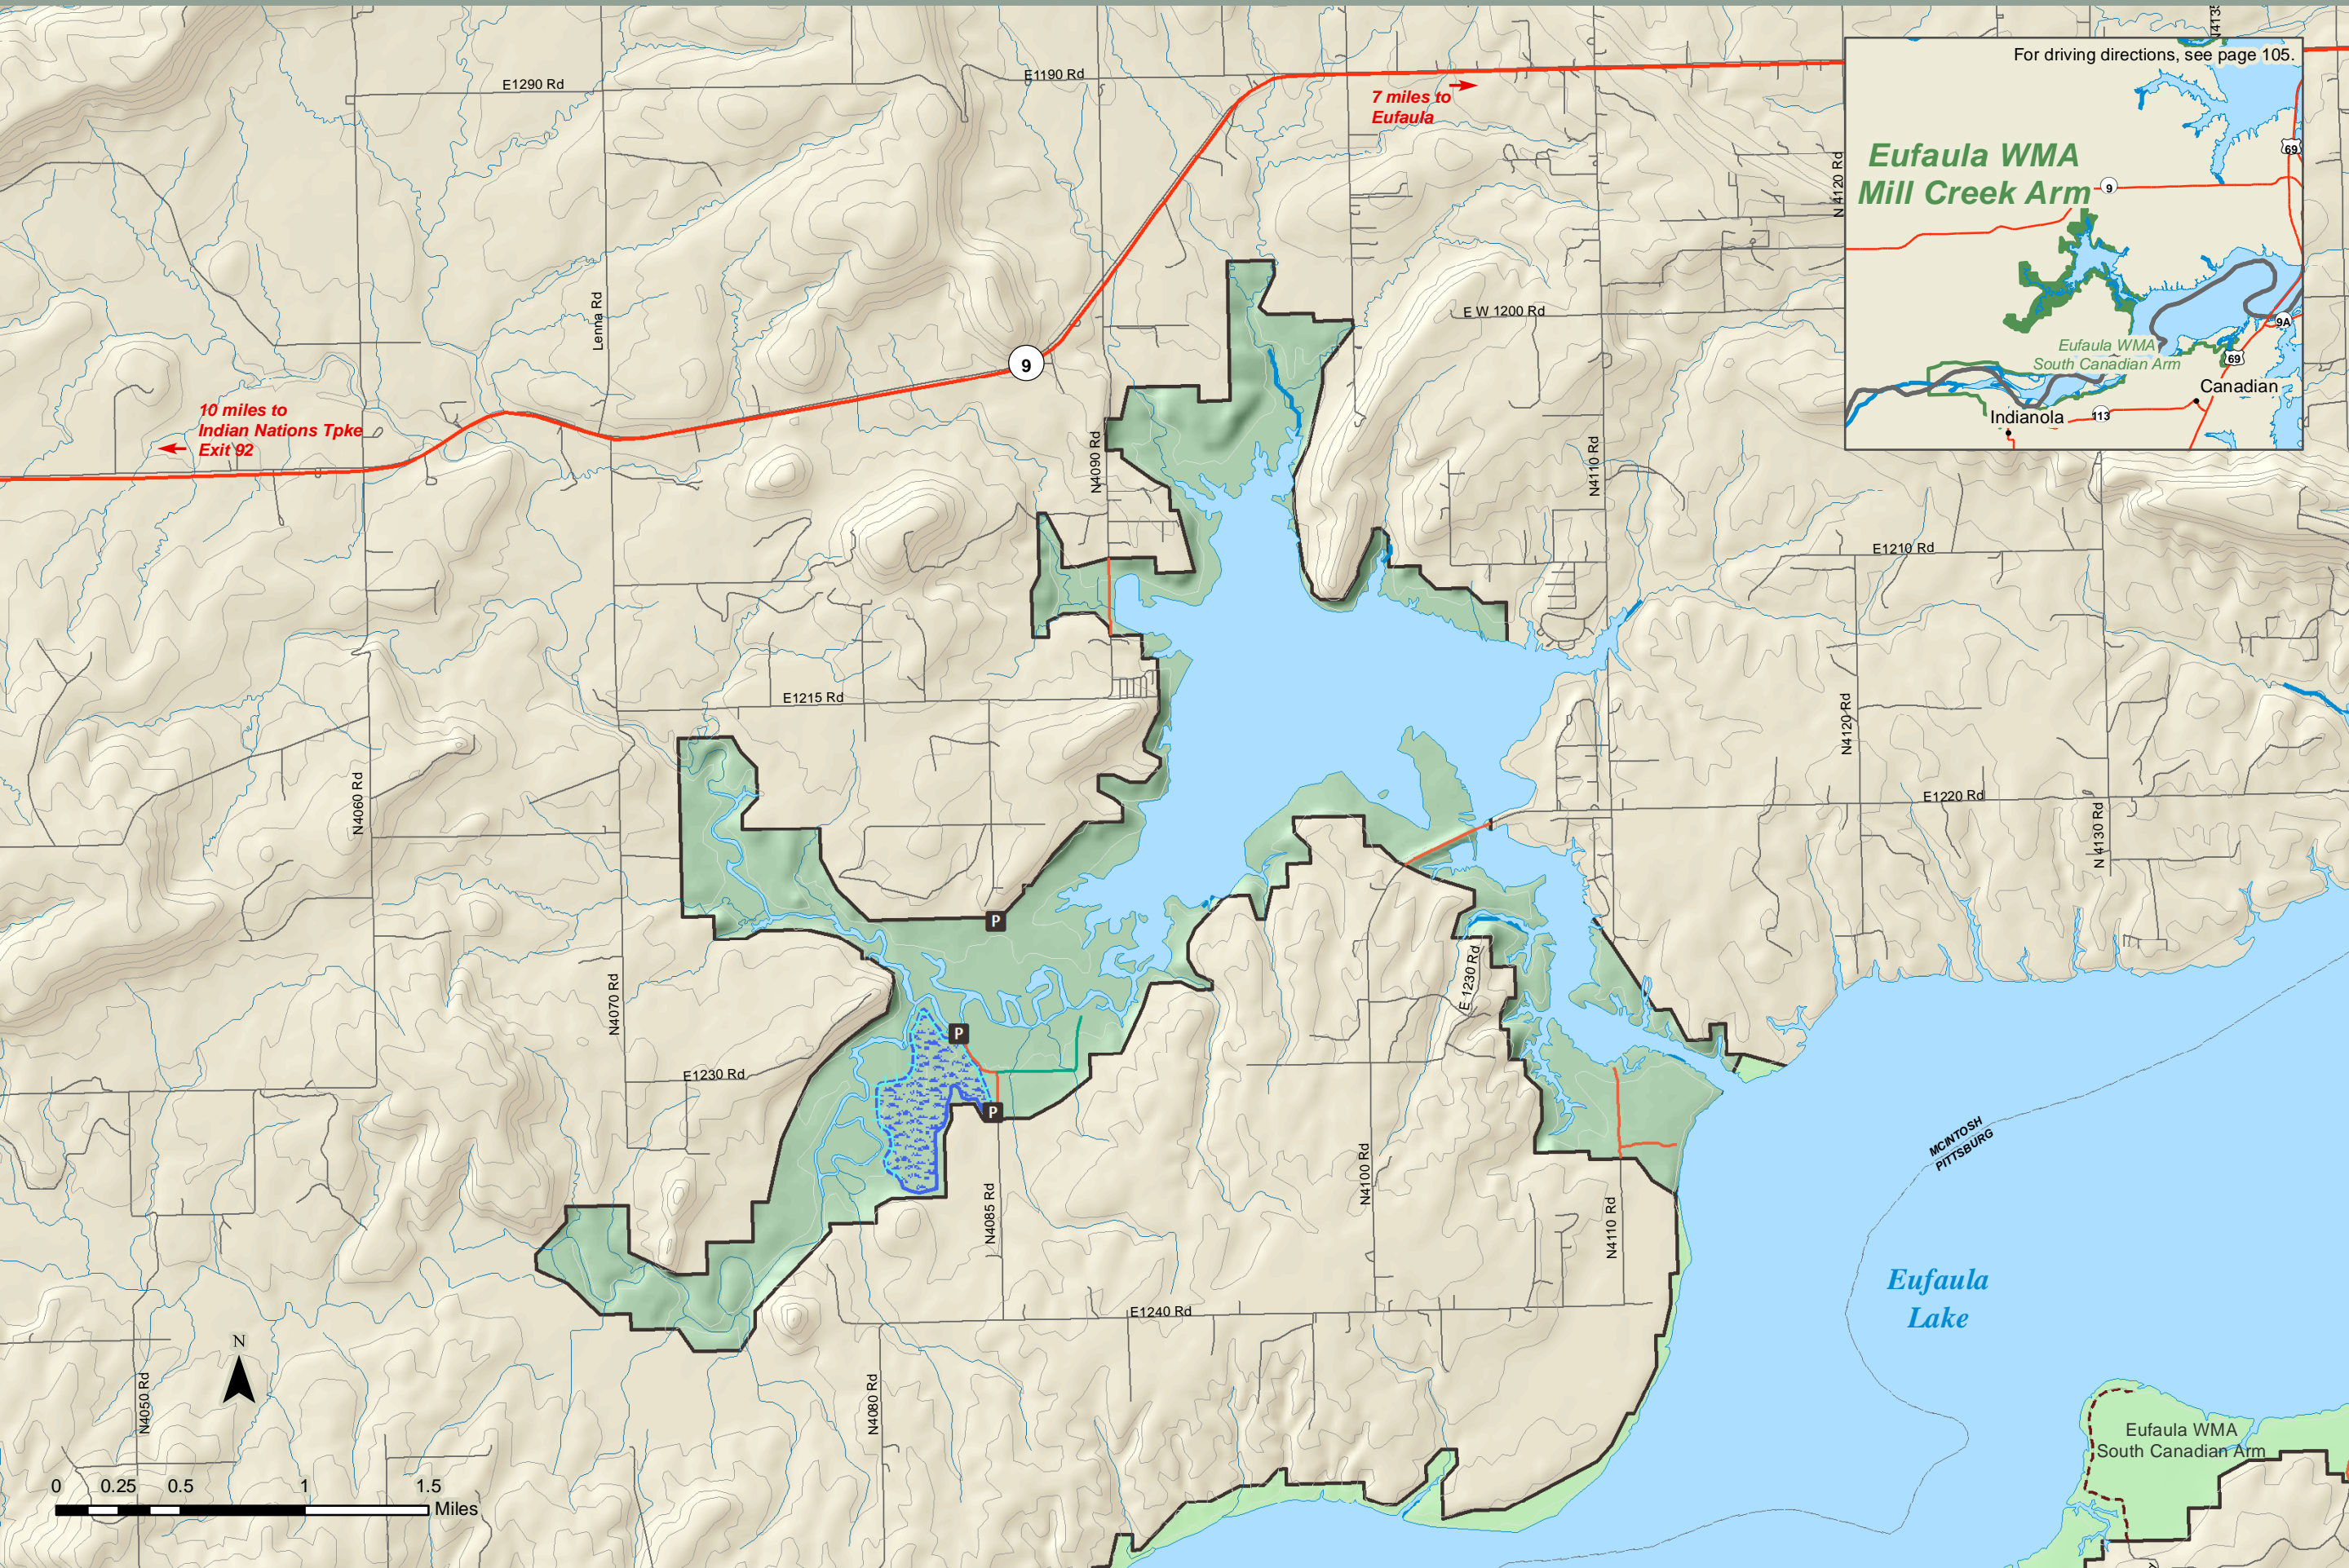 N4135
For driving directions, see page 105.
E1190 Rd
E1290 Rd
7 miles to
Eufaula
N 4120 Rd
Eufaula WMA
Mill Creek Arm
69
9
Lenna Rd
E W 1200 Rd
9A
Eufaula WMA
South Canadian Arm
69
Canadian
Indianola
113
9
10 miles to
Indian Nations Tpke
Exit 92
N4090 Rd
N4110 Rd
E1210 Rd
E1215 Rd
N4120 Rd
N4060 Rd
E1220 Rd
N 4130 Rd
P
N4070 Rd
E 1230 Rd
P
E1230 Rd
P
MCINTOSH
PITTSBURG
N4085 Rd
N4100 Rd
N4110 Rd
Eufaula
Lake
E1240 Rd
N
N4050 Rd
N4080 Rd
Eufaula WMA
South Canadian Arm
0 0.25 0.5 1 1.5
Miles